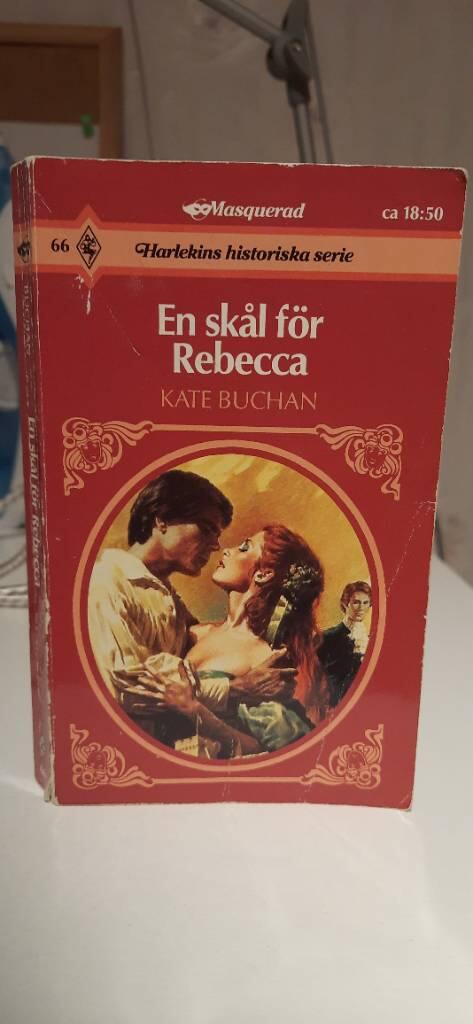 Masquerad
ca 18:50
66
Harlekins historiska serie
En skål för
Rebecca
KATE BUCHAN
En skål för Rebecca